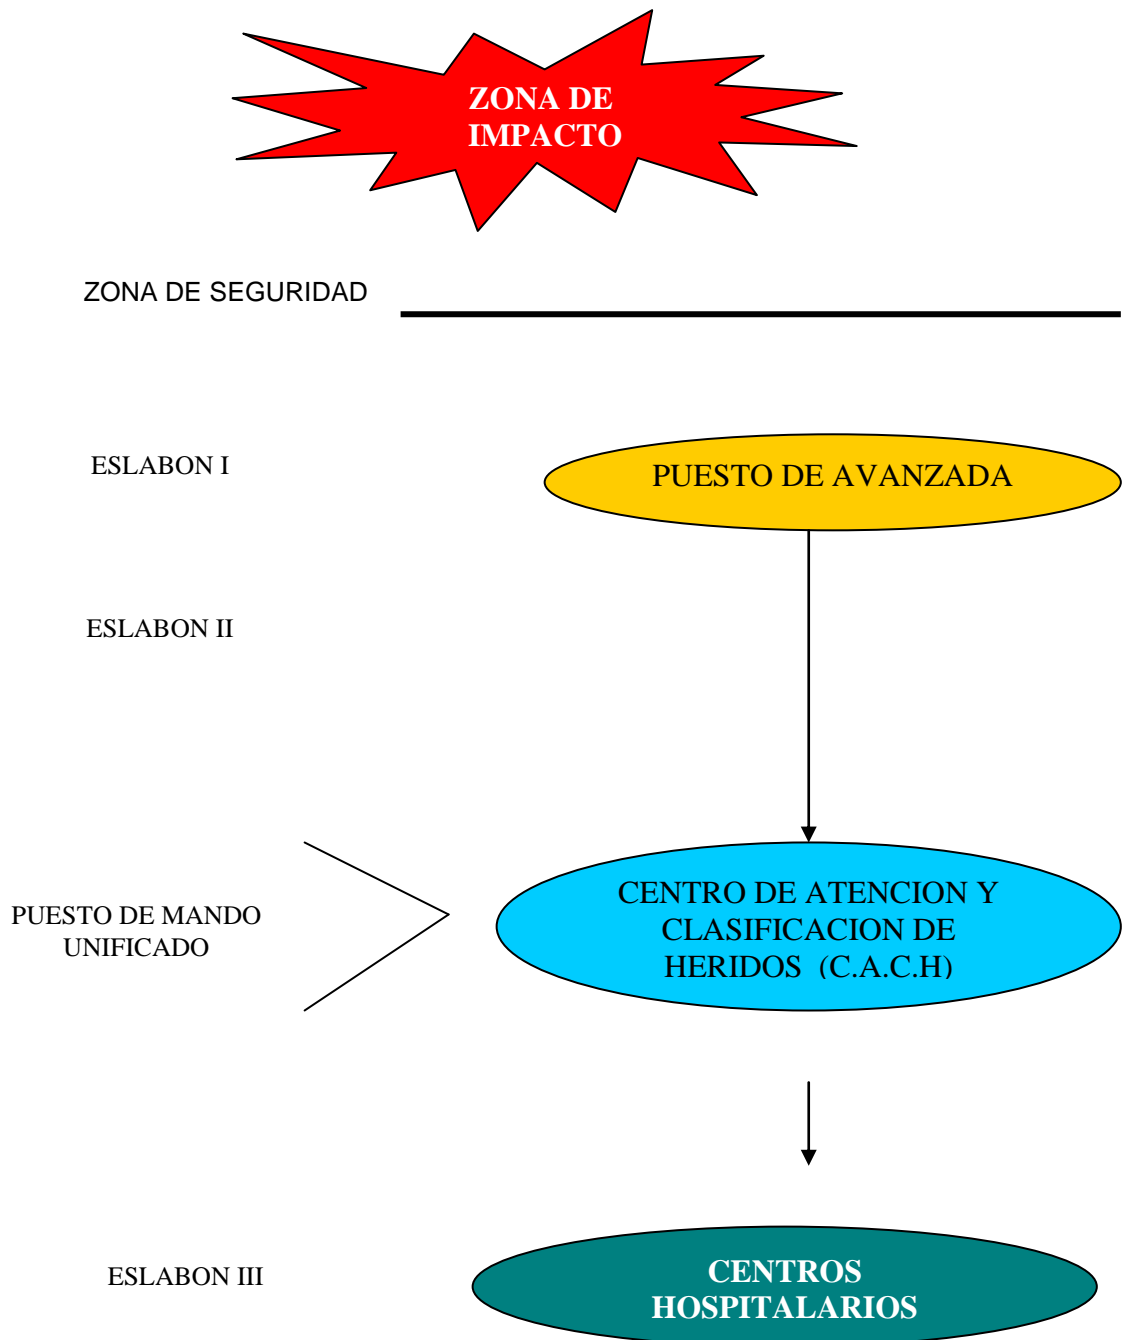 ZONA DE
IMPACTO
ZONA DE SEGURIDAD
ESLABON I
PUESTO DE AVANZADA
ESLABON II
PUESTO DE MANDO
UNIFICADO
CENTRO DE ATENCION Y
CLASIFICACION DE
HERIDOS (C.A.C.H)
ESLABON III
CENTROS
HOSPITALARIOS